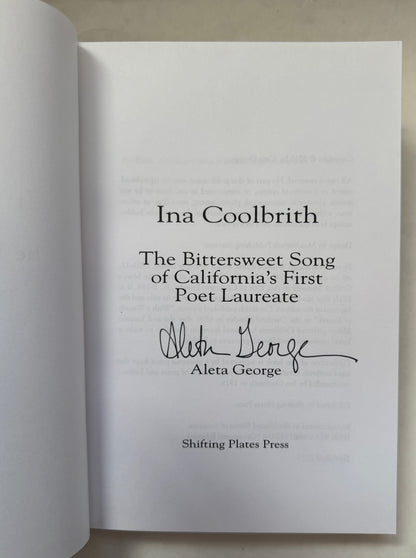 Ina Coolbrith
The Bittersweet Song
of California's First
Poet Laureate
Aleta George
Aleta George
Shifting Plates Press